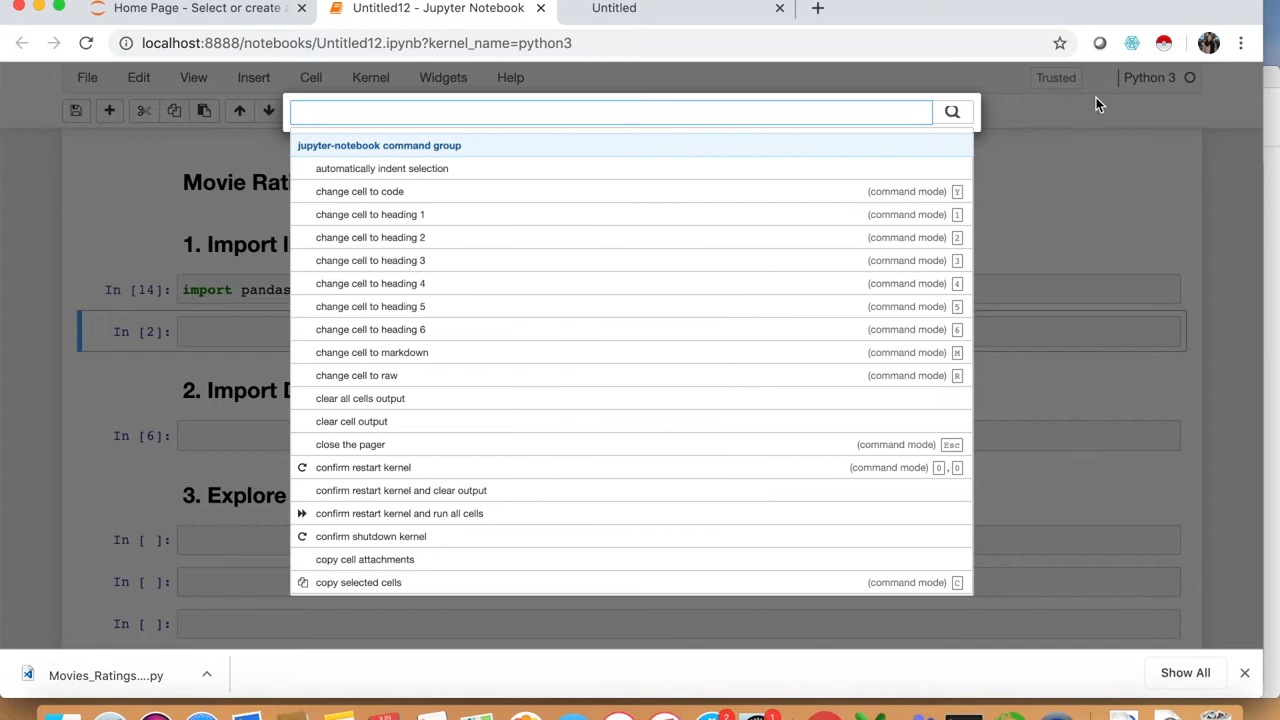 Home Page - Select or create a
Untitled12 - Jupyter Notebook
Untitled
localhost:8888/notebooks/Untitled12.ipynb?kernel_name=python3
File Edit View Insert Cell Kernel Widgets Help
Trusted
Python 3
jupyter-notebook command group
automatically indent selection
change cell to code (command mode) Y
change cell to heading 1 (command mode) 1
change cell to heading 2 (command mode) 2
change cell to heading 3 (command mode) 3
change cell to heading 4 (command mode) 4
change cell to heading 5 (command mode) 5
change cell to heading 6 (command mode) 6
change cell to markdown (command mode) M
change cell to raw (command mode) R
clear all cells output
clear cell output
close the pager (command mode) Esc
confirm restart kernel (command mode) 0,0
confirm restart kernel and clear output
confirm restart kernel and run all cells
confirm shutdown kernel
copy cell attachments
copy selected cells (command mode) C
Movie Rati
1. Import l
In [14]: import pandas
In [2]:
2. Import D
In [6]:
3. Explore
In [ ]:
In [ ]:
In [ ]:
Movies_Ratings....py
Show All